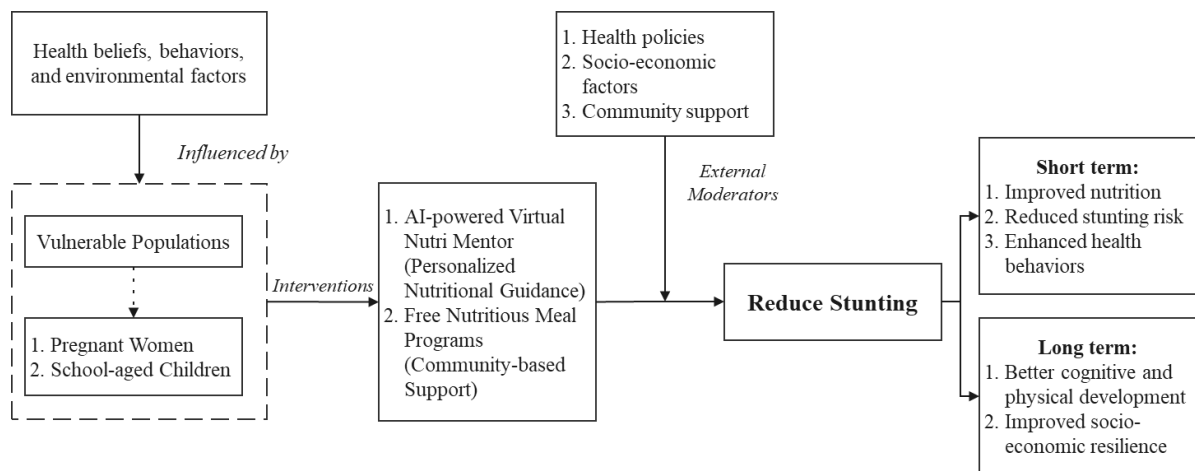 Health beliefs, behaviors,
and environmental factors
Influenced by
Vulnerable Populations
1. Pregnant Women
2. School-aged Children
Interventions
1. AI-powered Virtual
Nutri Mentor
(Personalized
Nutritional Guidance)
2. Free Nutritious Meal
Programs
(Community-based
Support)
1. Health policies
2. Socio-economic
factors
3. Community support
External
Moderators
Reduce Stunting
Short term:
1. Improved nutrition
2. Reduced stunting risk
3. Enhanced health
behaviors
Long term:
1. Better cognitive and
physical development
2. Improved socio-
economic resilience